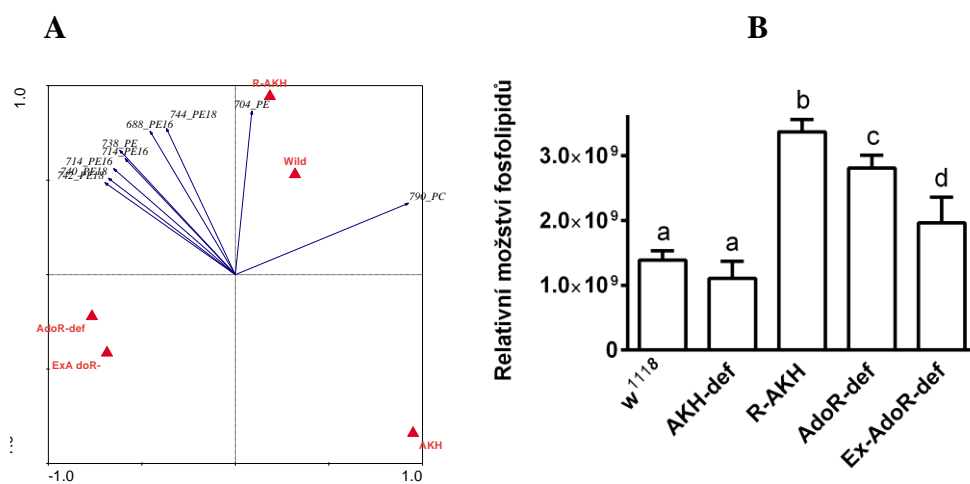 A
B
1.0
R-AKH
704_PE
744_PE18
688_PE16
738_PE
714_PE16
714_PE16
740_PE18
742_PE18
Wild
790_PC
AdoR-def
ExA doR-
AKH
-1.0
1.0
Relativní možství fosfolipidů
3.0×10⁹
2.0×10⁹
1.0×10⁹
0
a
a
b
c
d
w¹¹¹⁸
AKH-def
R-AKH
AdoR-def
Ex-AdoR-def